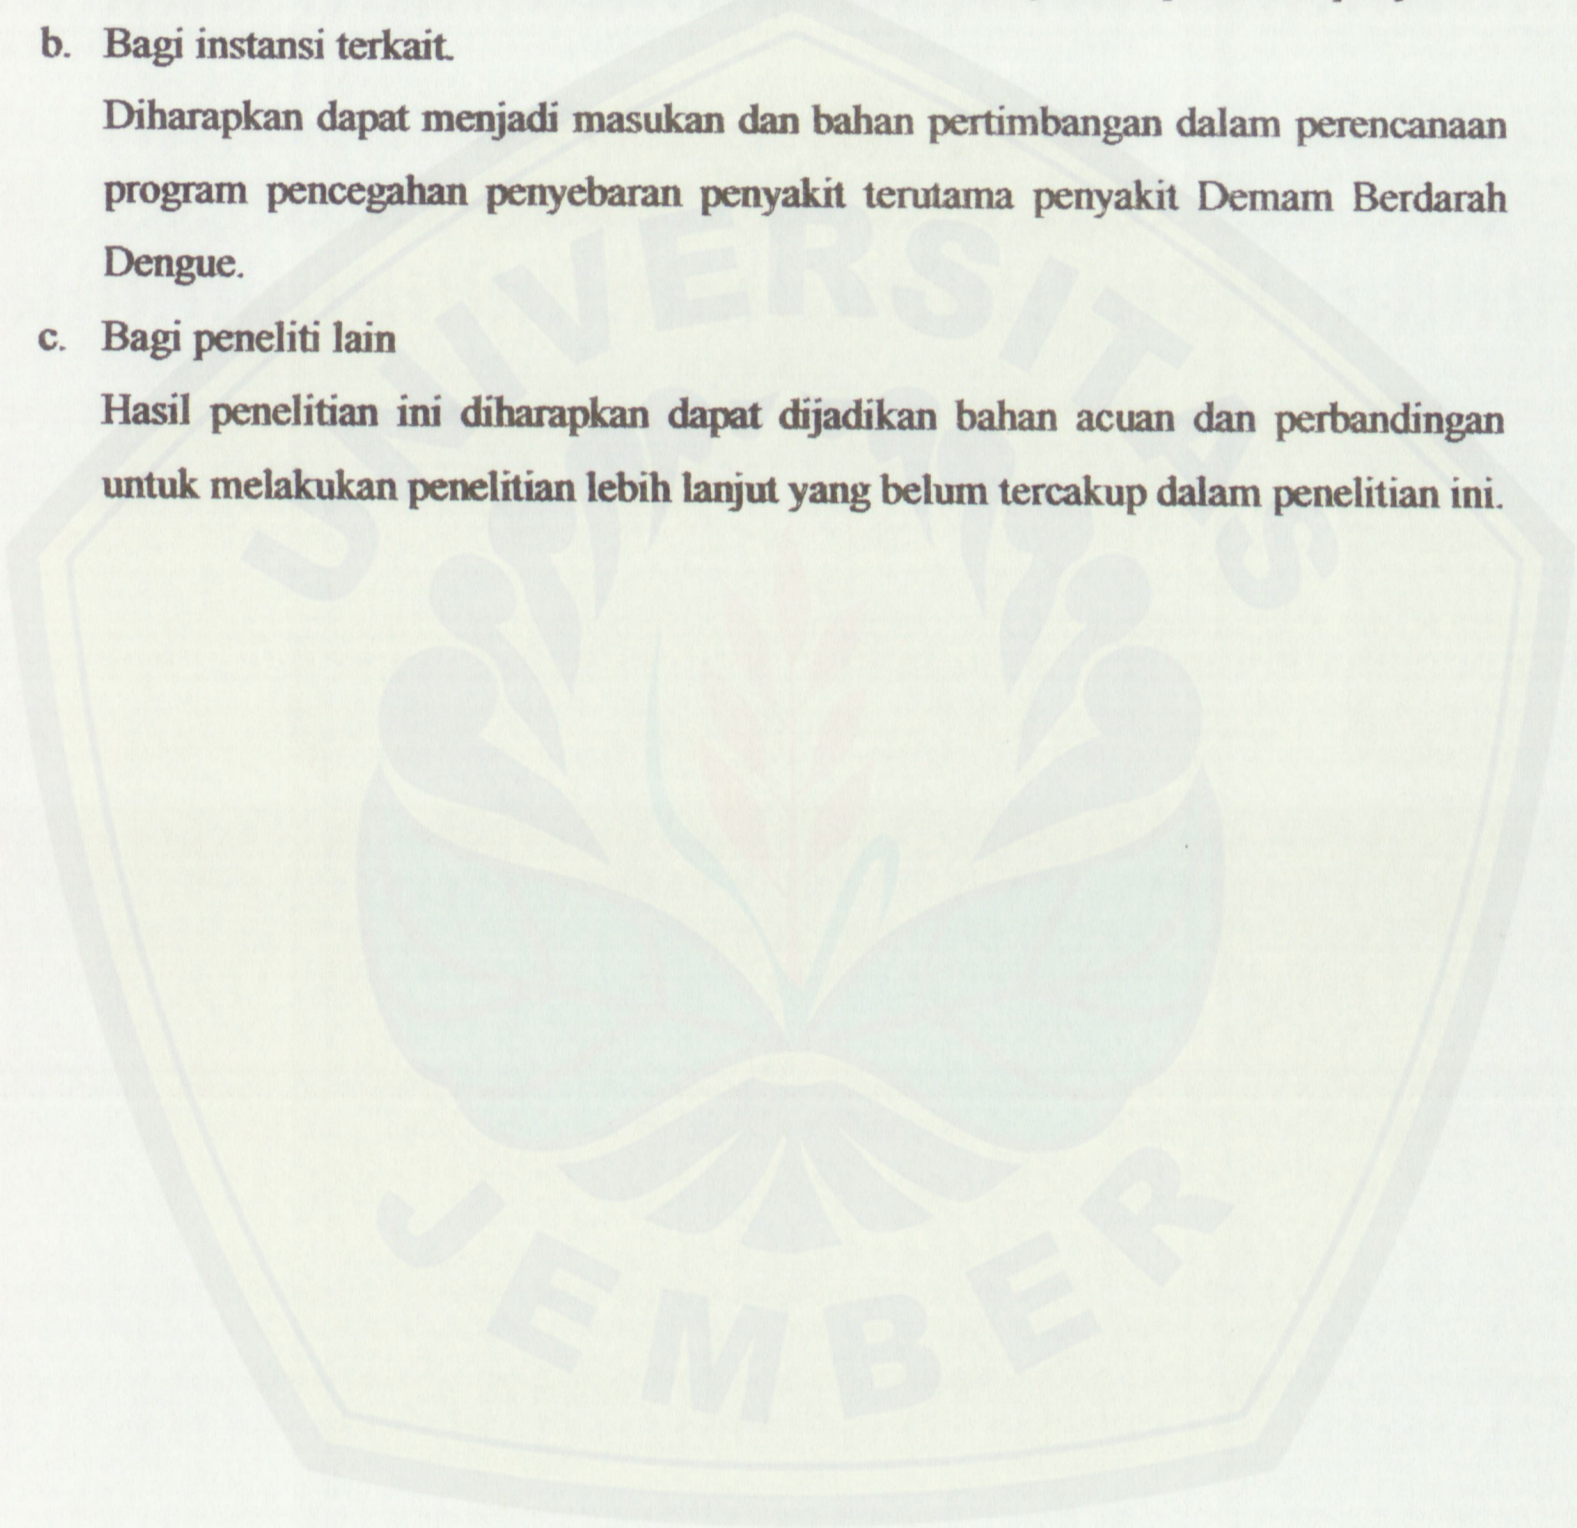 b. Bagi instansi terkait.
Diharapkan dapat menjadi masukan dan bahan pertimbangan dalam perencanaan
program pencegahan penyebaran penyakit terutama penyakit Demam Berdarah
Dengue.
c. Bagi peneliti lain
Hasil penelitian ini diharapkan dapat dijadikan bahan acuan dan perbandingan
untuk melakukan penelitian lebih lanjut yang belum tercakup dalam penelitian ini.
UNIVERSITAS
JEMBER